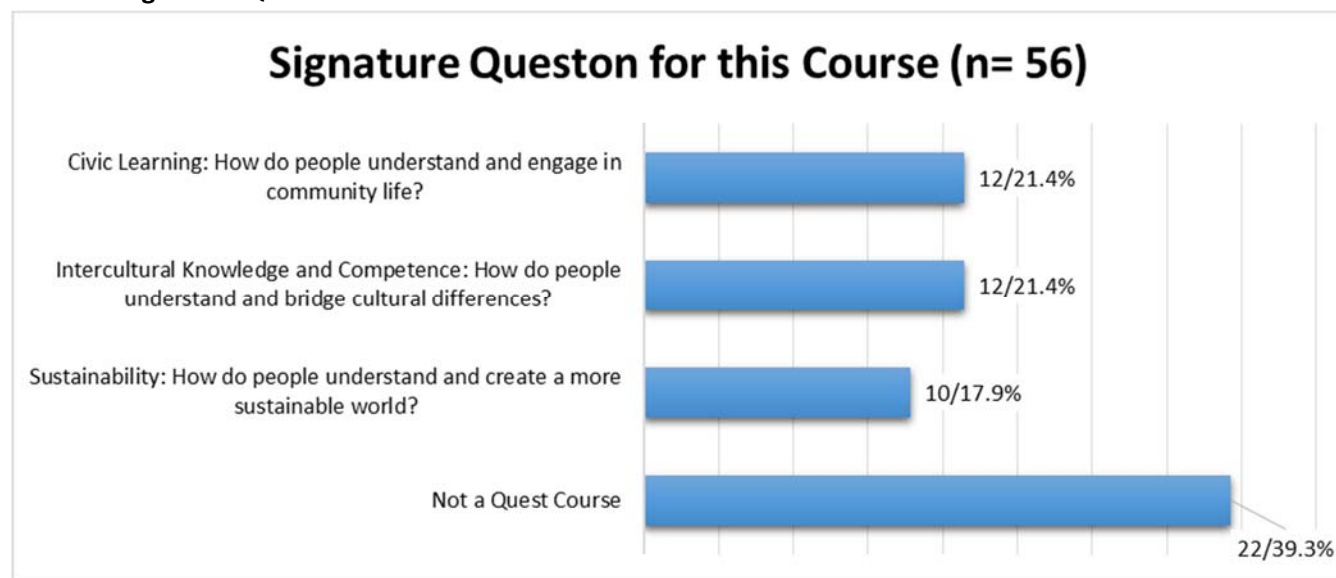 Signature Queston for this Course (n= 56)
Civic Learning: How do people understand and engage in
community life?
12/21.4%
Intercultural Knowledge and Competence: How do people
understand and bridge cultural differences?
12/21.4%
Sustainability: How do people understand and create a more
sustainable world?
10/17.9%
Not a Quest Course
22/39.3%